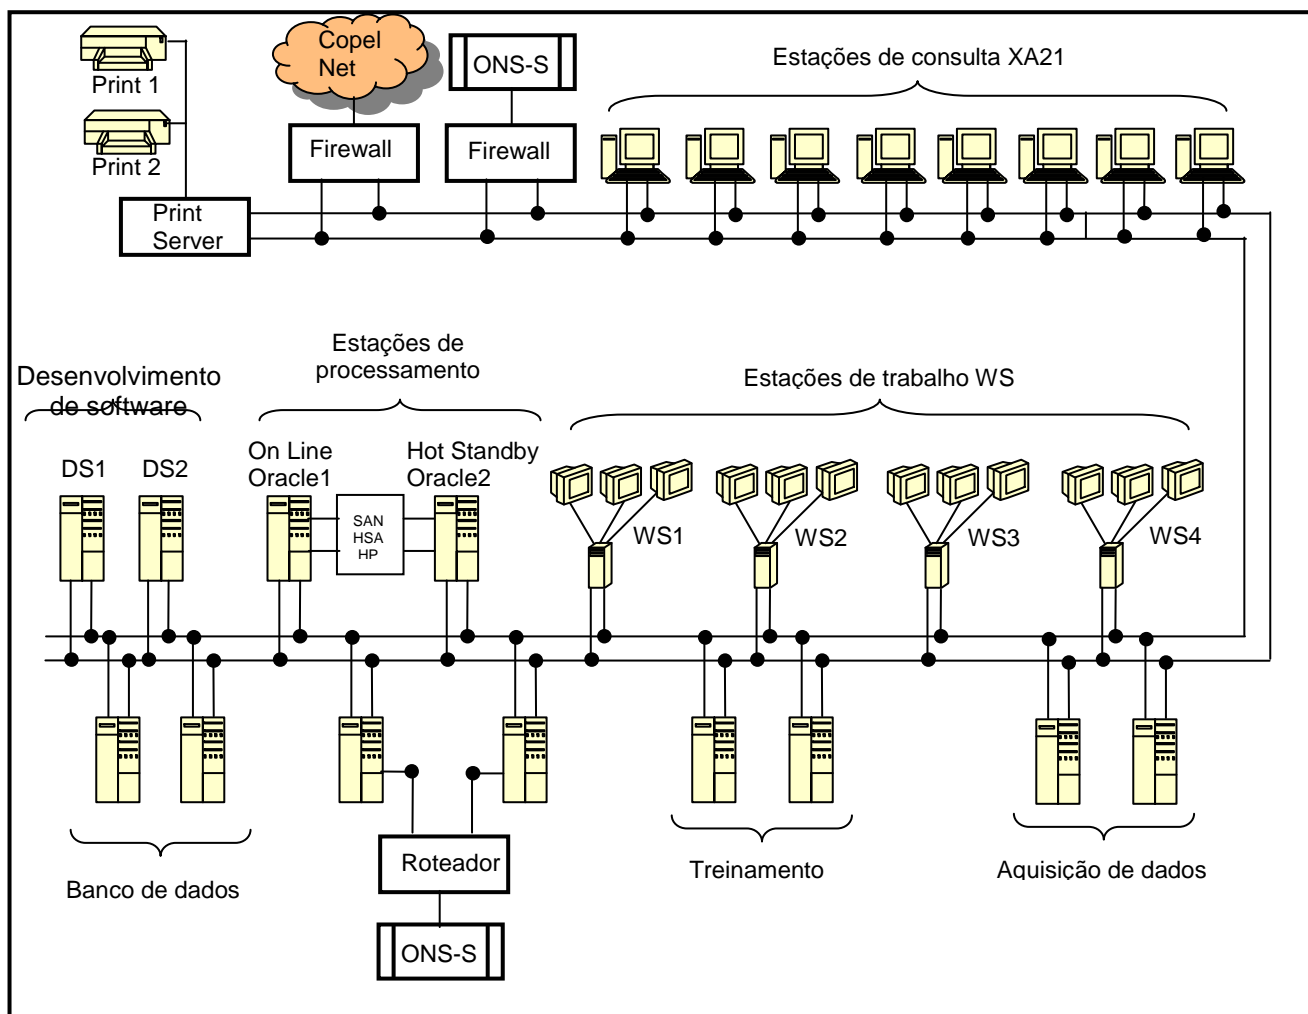 Copel
Net
ONS-S
Estações de consulta XA21
Print 1
Print 2
Firewall
Firewall
Print
Server
Estações de
processamento
Desenvolvimento
de software
Estações de trabalho WS
On Line
Oracle1
Hot Standby
Oracle2
DS1
DS2
SAN
HSA
HP
WS1
WS2
WS3
WS4
Roteador
Treinamento
Aquisição de dados
Banco de dados
ONS-S